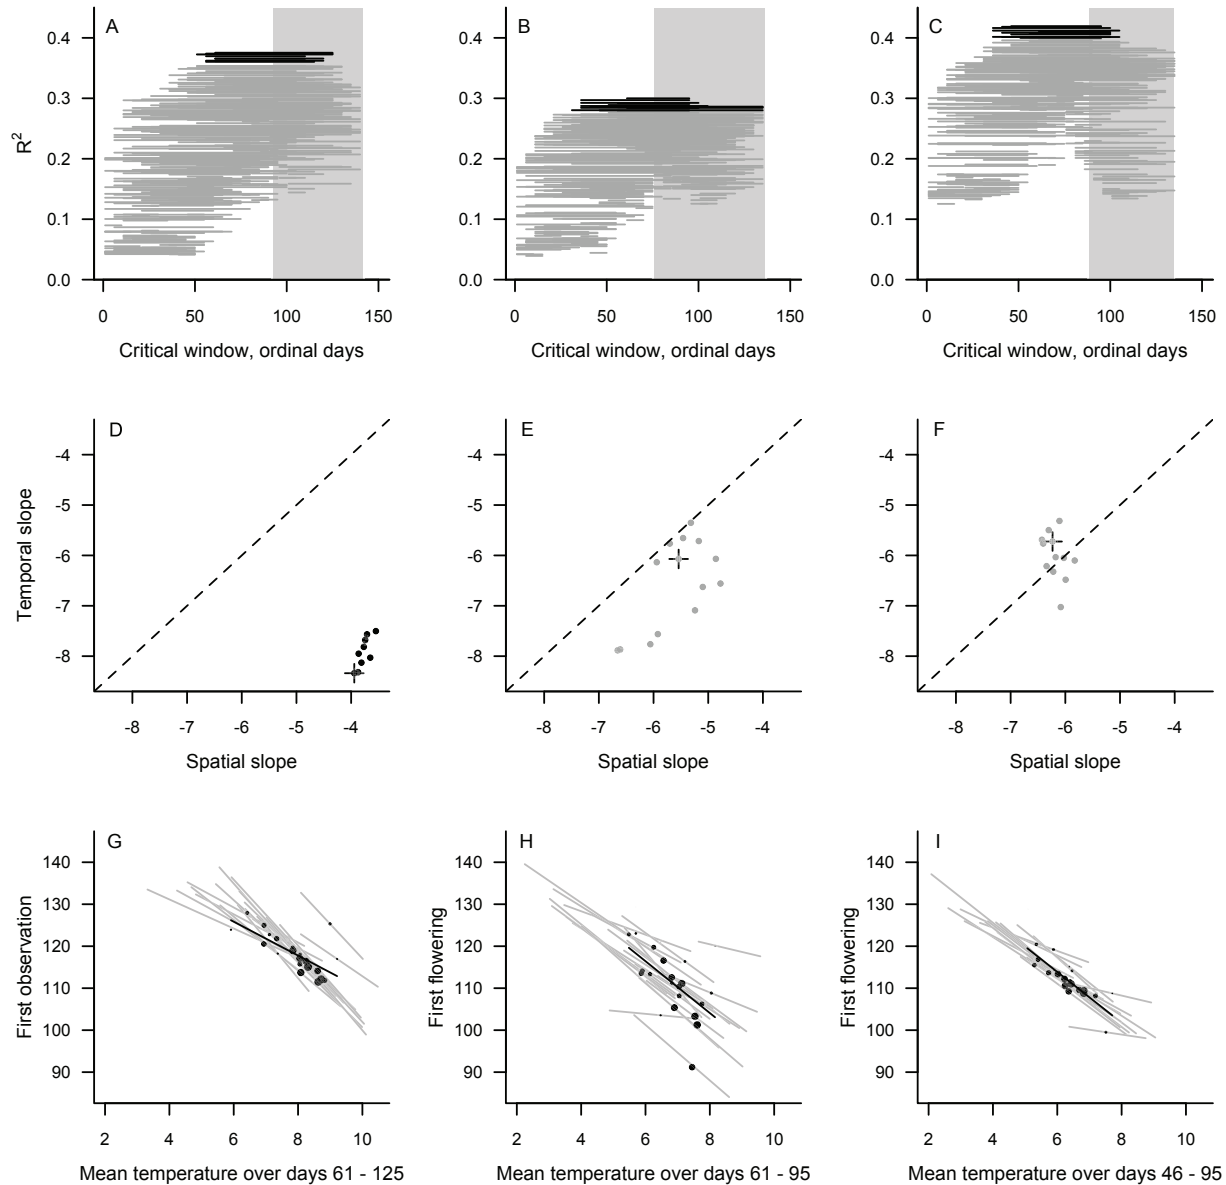 A
B
C
0.4
0.3
0.2
0.1
0.0
0.4
0.3
0.2
0.1
0.0
0.4
0.3
0.2
0.1
0.0
R²
0 50 100 150
0 50 100 150
0 50 100 150
Critical window, ordinal days
Critical window, ordinal days
Critical window, ordinal days
D
E
F
-4
-5
-6
-7
-8
-4
-5
-6
-7
-8
-4
-5
-6
-7
-8
Temporal slope
-8 -7 -6 -5 -4
-8 -7 -6 -5 -4
-8 -7 -6 -5 -4
Spatial slope
Spatial slope
Spatial slope
G
H
I
140
130
120
110
100
90
First observation
140
130
120
110
100
90
First flowering
140
130
120
110
100
90
First flowering
2 4 6 8 10
2 4 6 8 10
2 4 6 8 10
Mean temperature over days 61 - 125
Mean temperature over days 61 - 95
Mean temperature over days 46 - 95